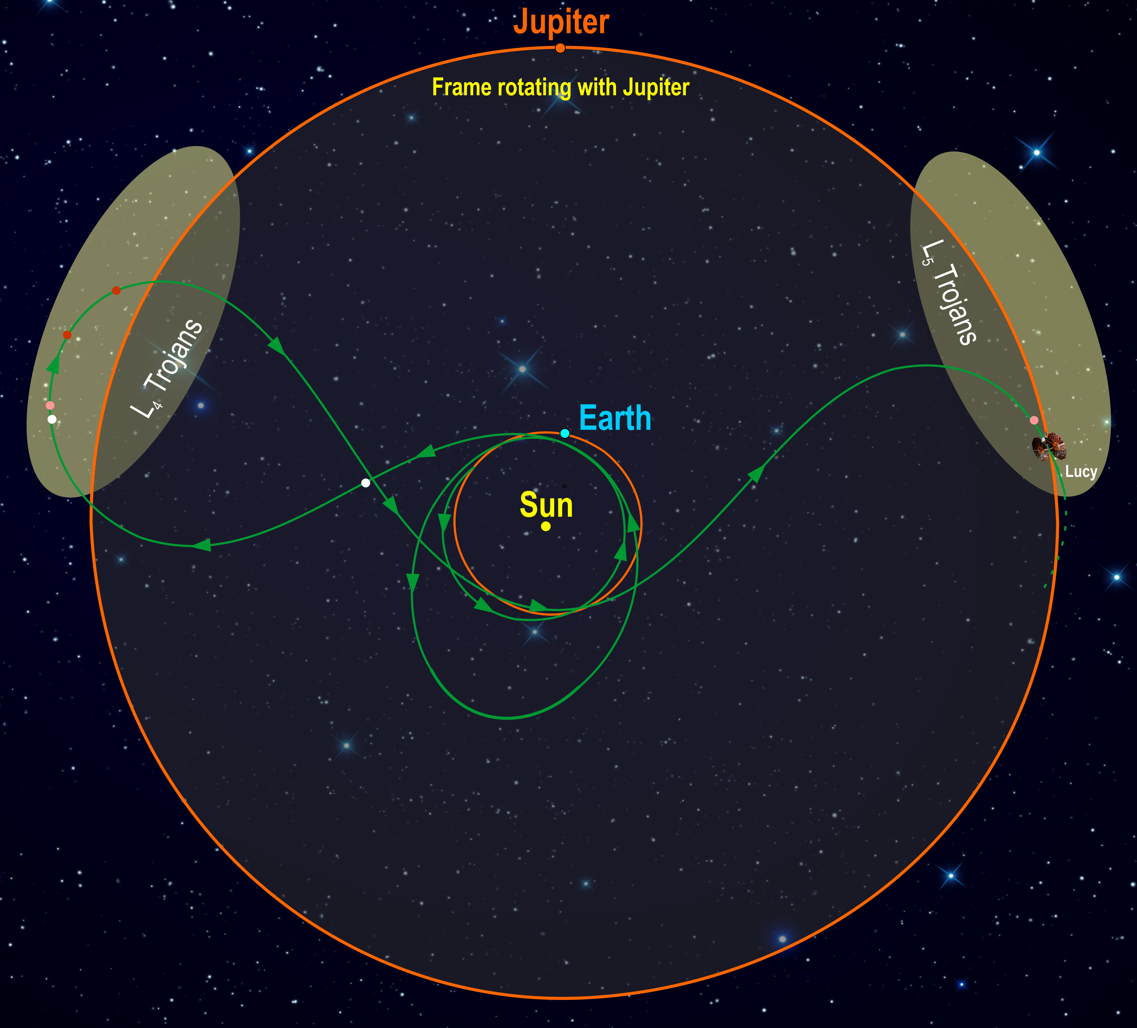 Jupiter
Frame rotating with Jupiter
L₄ Trojans
L₅ Trojans
Earth
Sun
Lucy